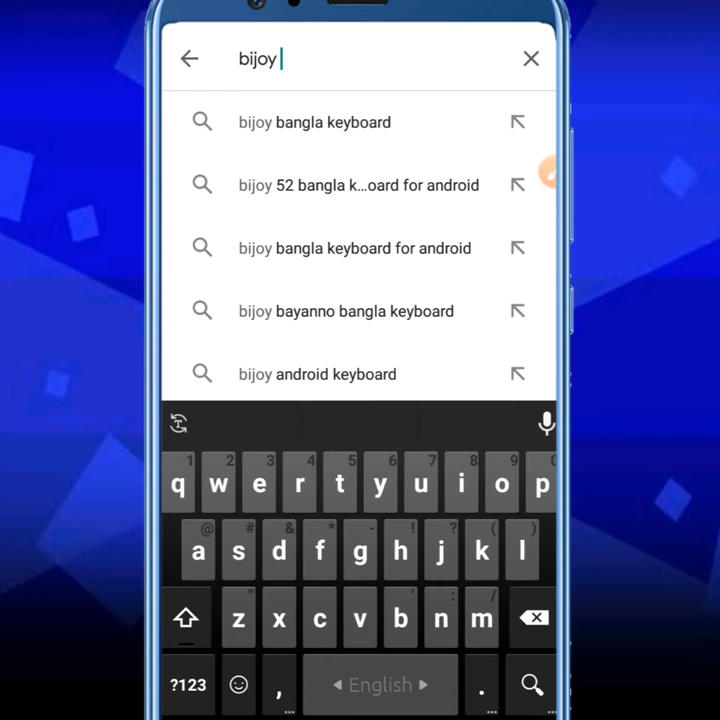 bijoy
bijoy bangla keyboard
bijoy 52 bangla k...oard for android
bijoy bangla keyboard for android
bijoy bayanno bangla keyboard
bijoy android keyboard
1 2 3 4 5 6 7 8 9 0
q w e r t y u i o p
@ # & * - ! ? ( )
a s d f g h j k l
" ' : /
z x c v b n m
?123 , English . ...